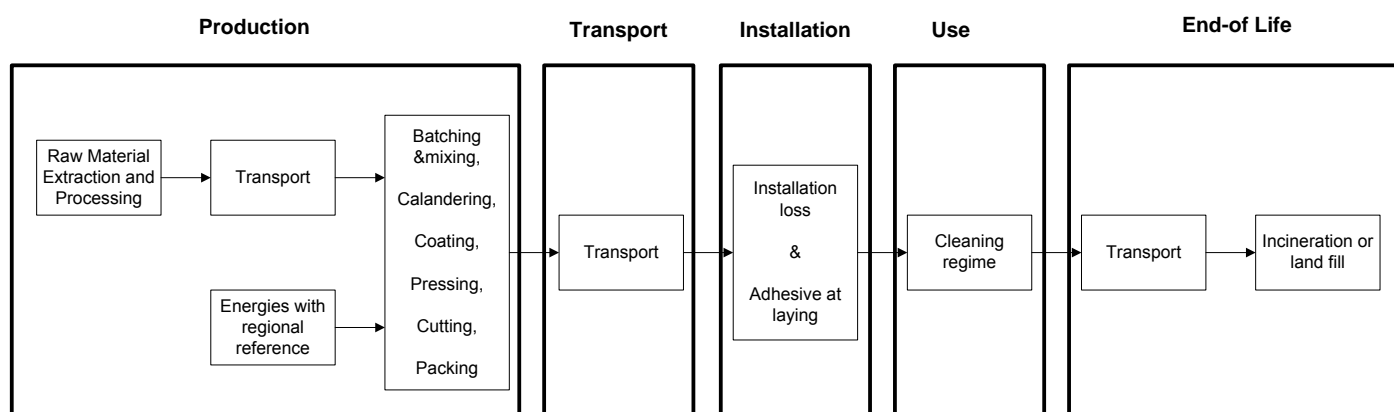 Production
Transport
Installation
Use
End-of Life
Raw Material
Extraction and
Processing
Transport
Energies with
regional
reference
Batching
&mixing,
Calandering,
Coating,
Pressing,
Cutting,
Packing
Transport
Installation
loss
&
Adhesive at
laying
Cleaning
regime
Transport
Incineration or
land fill